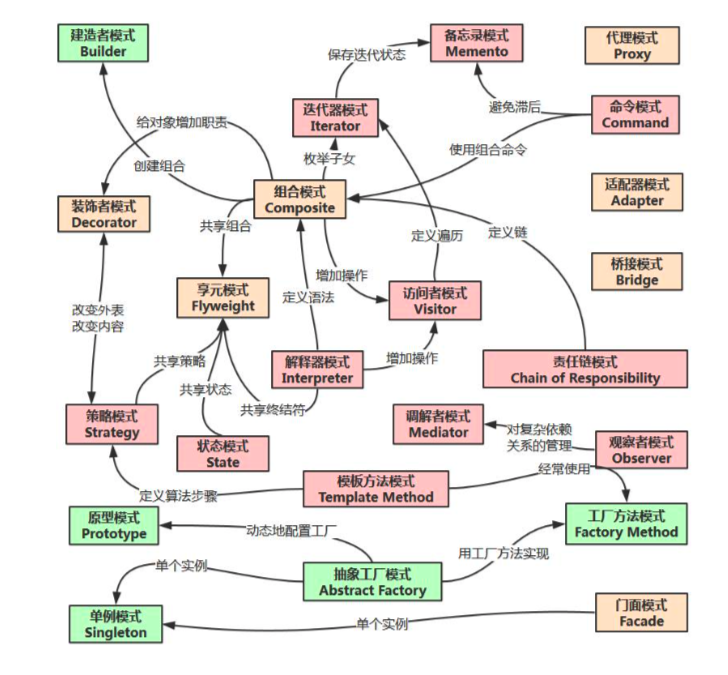 建造者模式
Builder
备忘录模式
Memento
代理模式
Proxy
保存迭代状态
迭代器模式
Iterator
避免滞后
命令模式
Command
给对象增加职责
枚举子女
使用组合命令
创建组合
组合模式
Composite
适配器模式
Adapter
装饰者模式
Decorator
共享组合
定义遍历
定义链
桥接模式
Bridge
增加操作
享元模式
Flyweight
定义语法
访问者模式
Visitor
改变外表
改变内容
共享策略
解释器模式
Interpreter
增加操作
责任链模式
Chain of Responsibility
共享状态
共享终结符
策略模式
Strategy
调解者模式
Mediator
对复杂依赖
关系的管理
观察者模式
Observer
状态模式
State
经常使用
模板方法模式
Template Method
定义算法步骤
原型模式
Prototype
动态地配置工厂
工厂方法模式
Factory Method
用工厂方法实现
单个实例
抽象工厂模式
Abstract Factory
单例模式
Singleton
单个实例
门面模式
Facade